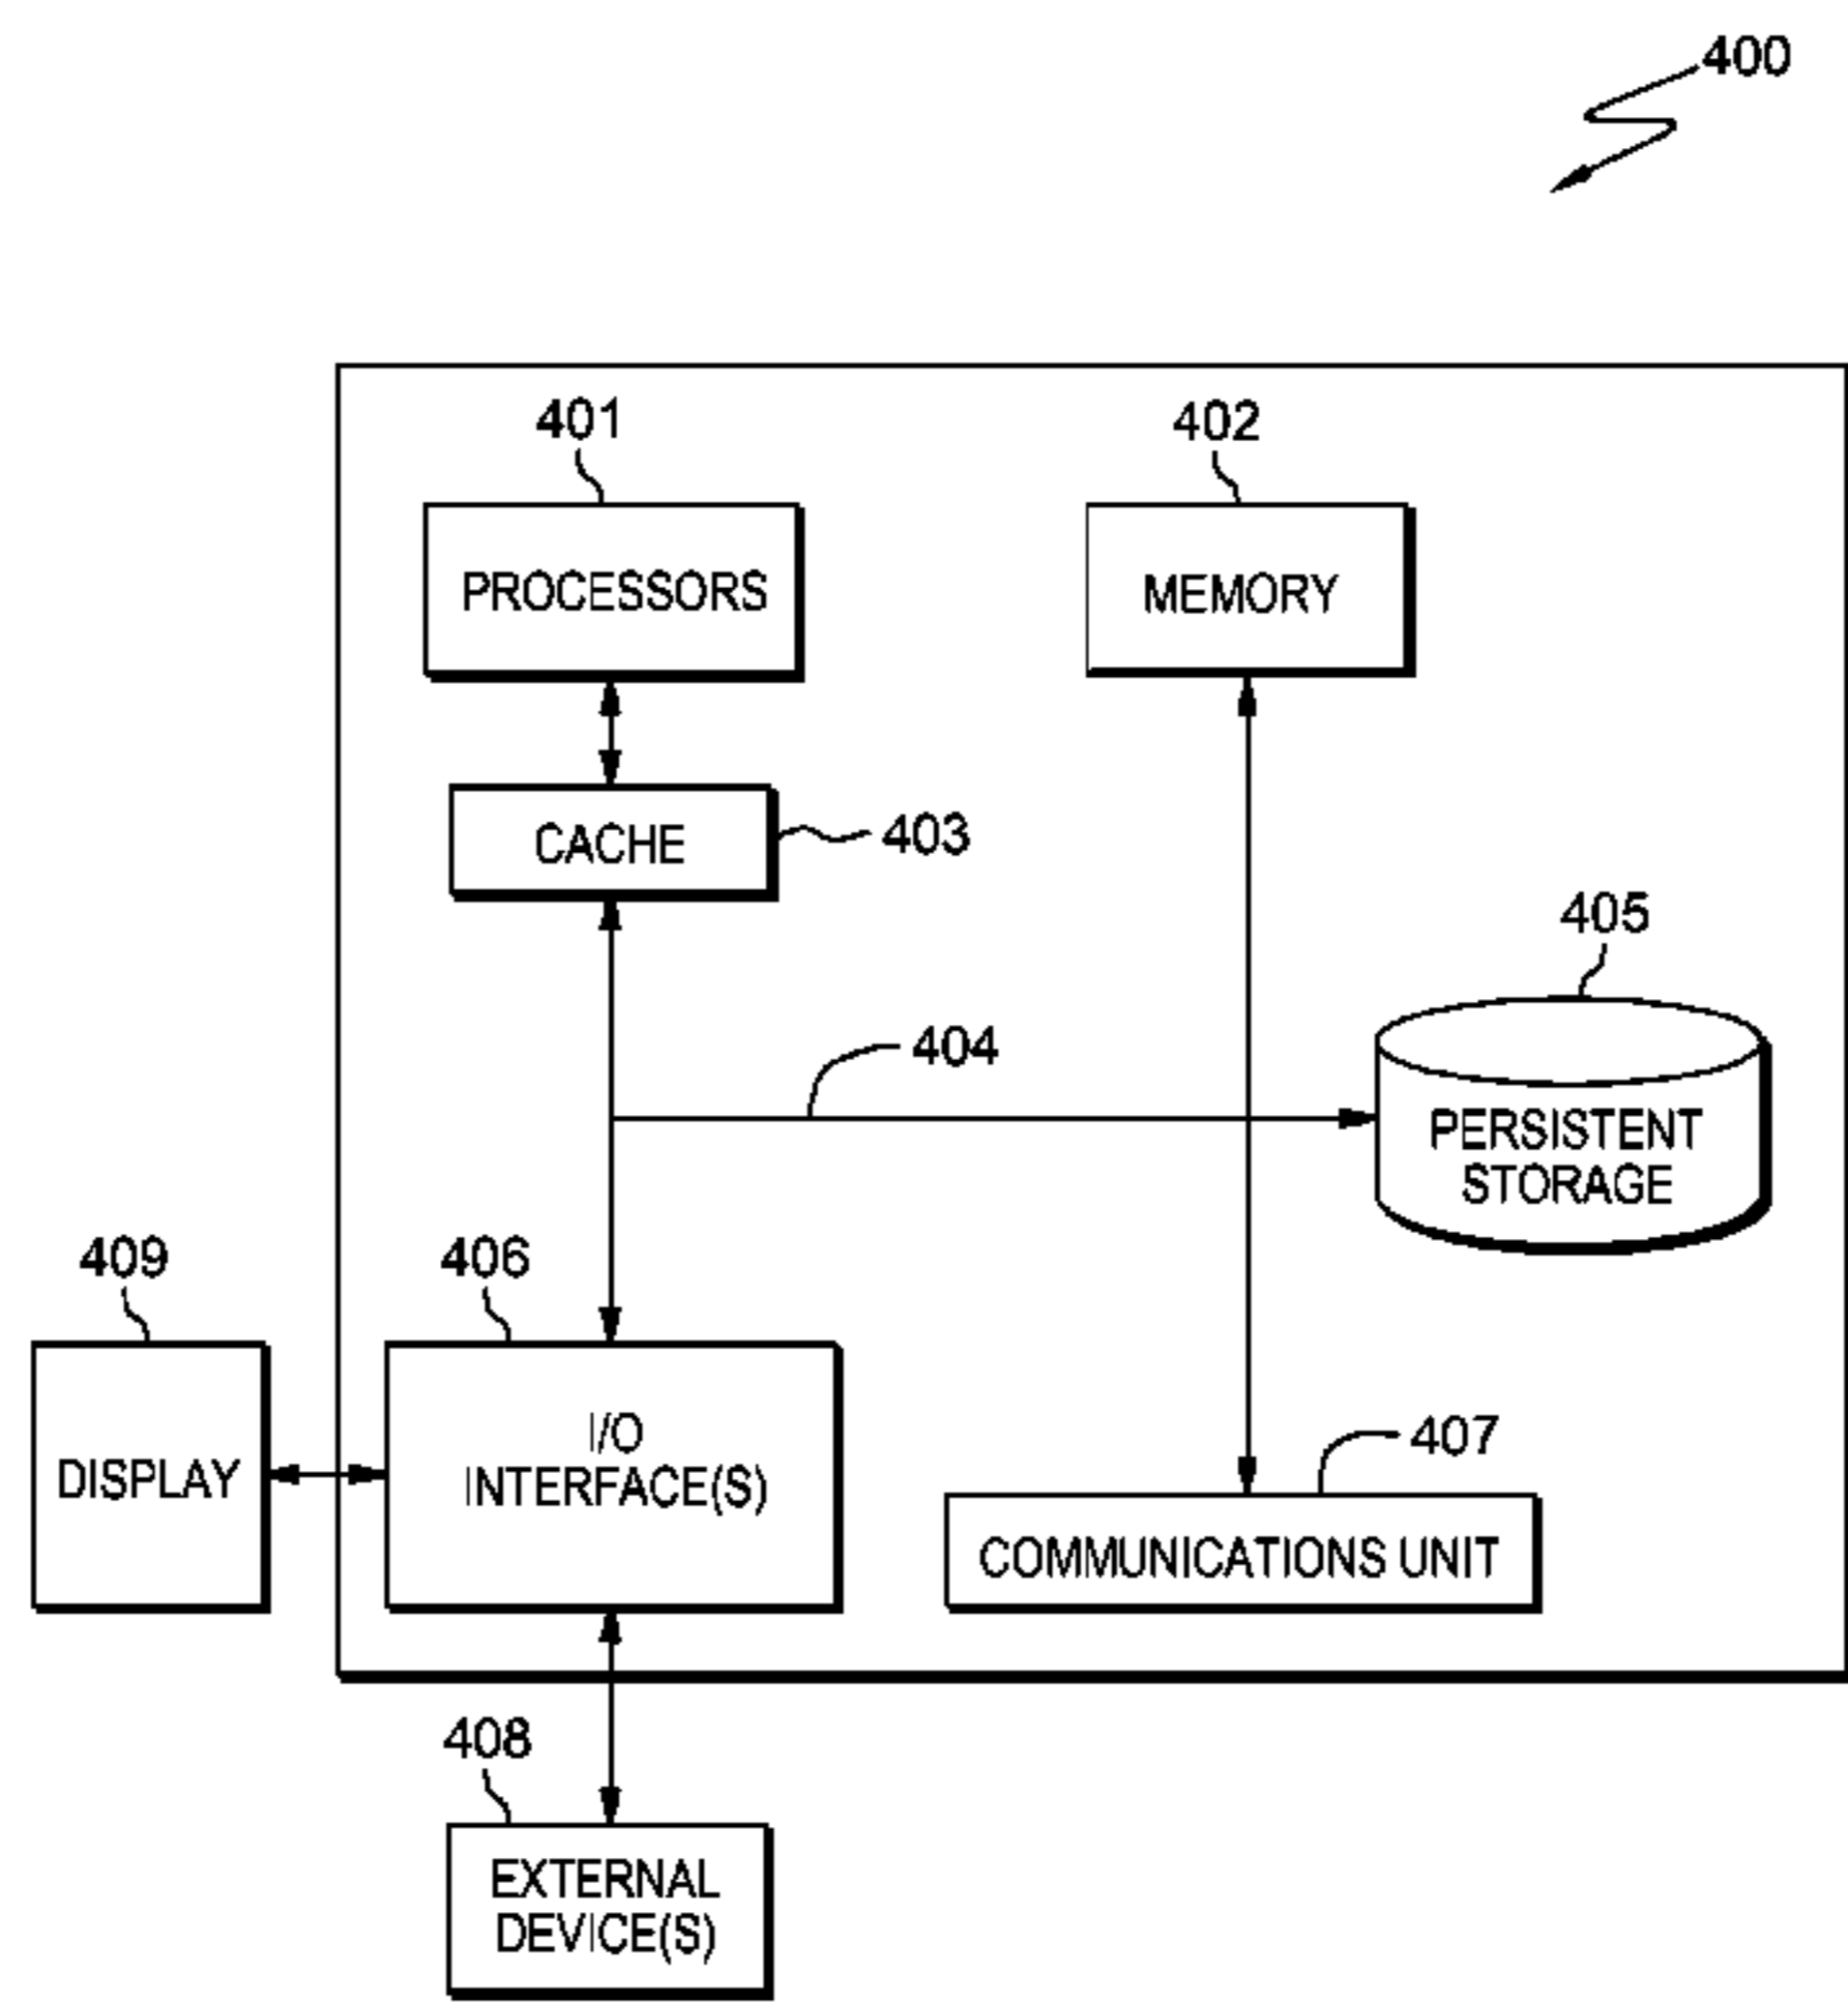 400
401
402
PROCESSORS
MEMORY
CACHE
403
405
404
PERSISTENT
STORAGE
409
406
I/O
INTERFACE(S)
DISPLAY
407
COMMUNICATIONS UNIT
408
EXTERNAL
DEVICE(S)